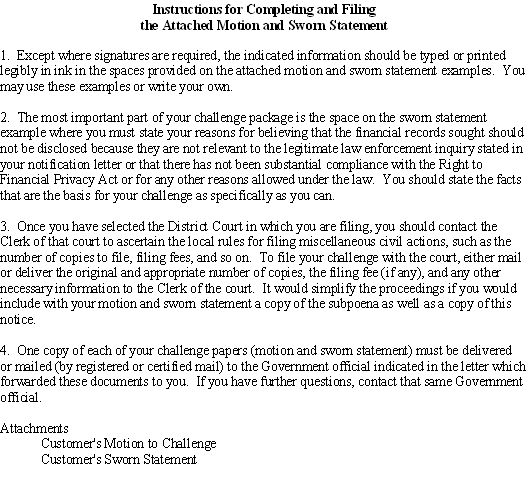 Instructions for Completing and Filing
the Attached Motion and Sworn Statement
1. Except where signatures are required, the indicated information should be typed or printed
legibly in ink in the spaces provided on the attached motion and sworn statement examples. You
may use these examples or write your own.
2. The most important part of your challenge package is the space on the sworn statement
example where you must state your reasons for believing that the financial records sought should
not be disclosed because they are not relevant to the legitimate law enforcement inquiry stated in
your notification letter or that there has not been substantial compliance with the Right to
Financial Privacy Act or for any other reasons allowed under the law. You should state the facts
that are the basis for your challenge as specifically as you can.
3. Once you have selected the District Court in which you are filing, you should contact the
Clerk of that court to ascertain the local rules for filing miscellaneous civil actions, such as the
number of copies to file, filing fees, and so on. To file your challenge with the court, either mail
or deliver the original and appropriate number of copies, the filing fee (if any), and any other
necessary information to the Clerk of the court. It would simplify the proceedings if you would
include with your motion and sworn statement a copy of the subpoena as well as a copy of this
notice.
4. One copy of each of your challenge papers (motion and sworn statement) must be delivered
or mailed (by registered or certified mail) to the Government official indicated in the letter which
forwarded these documents to you. If you have further questions, contact that same Government
official.
Attachments
Customer's Motion to Challenge
Customer's Sworn Statement